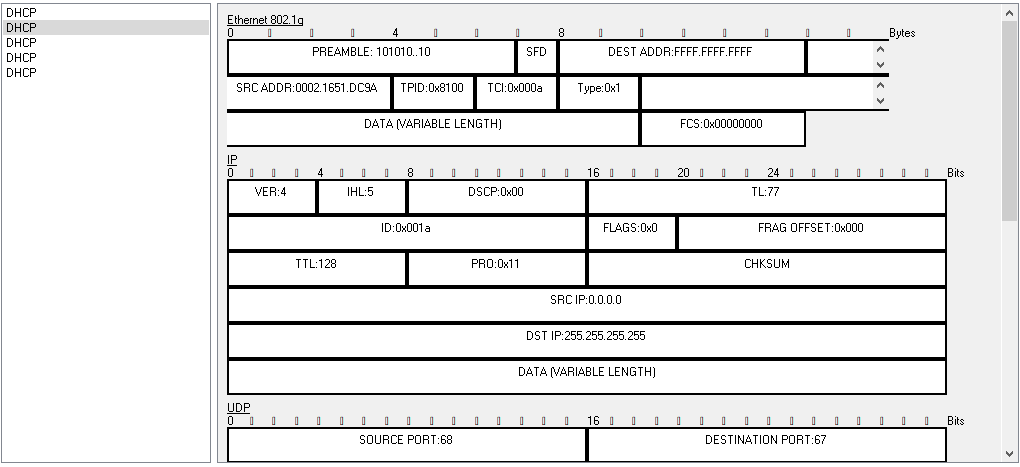 DHCP
DHCP
DHCP
DHCP
DHCP
Ethernet 802.1q
0 4 8 Bytes
PREAMBLE: 101010..10 SFD DEST ADDR:FFFF.FFFF.FFFF
SRC ADDR:0002.1651.DC9A TPID:0x8100 TCI:0x000a Type:0x1
DATA (VARIABLE LENGTH) FCS:0x00000000
IP
0 4 8 16 20 24 Bits
VER:4 IHL:5 DSCP:0x00 TL:77
ID:0x001a FLAGS:0x0 FRAG OFFSET:0x000
TTL:128 PRO:0x11 CHKSUM
SRC IP:0.0.0.0
DST IP:255.255.255.255
DATA (VARIABLE LENGTH)
UDP
0 16 Bits
SOURCE PORT:68 DESTINATION PORT:67